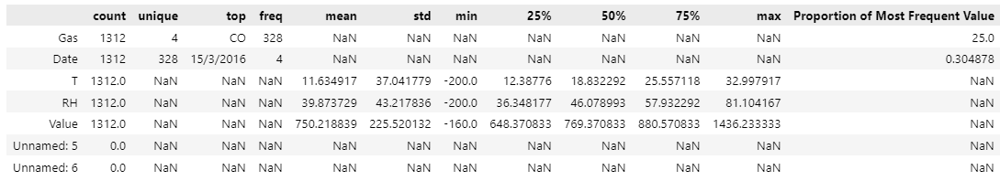 count unique top freq mean std min 25% 50% 75% max Proportion of Most Frequent Value
Gas 1312 4 CO 328 NaN NaN NaN NaN NaN NaN NaN 25.0
Date 1312 328 15/3/2016 4 NaN NaN NaN NaN NaN NaN NaN 0.304878
T 1312.0 NaN NaN NaN 11.634917 37.041779 -200.0 12.38776 18.832292 25.557118 32.997917 NaN
RH 1312.0 NaN NaN NaN 39.873729 43.217836 -200.0 36.348177 46.078993 57.932292 81.104167 NaN
Value 1312.0 NaN NaN NaN 750.218839 225.520132 -160.0 648.370833 769.370833 880.570833 1436.233333 NaN
Unnamed: 5 0.0 NaN NaN NaN NaN NaN NaN NaN NaN NaN NaN NaN
Unnamed: 6 0.0 NaN NaN NaN NaN NaN NaN NaN NaN NaN NaN NaN